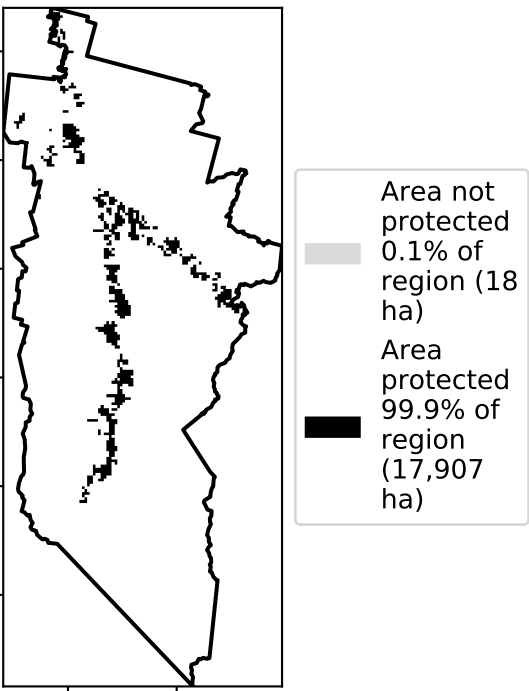 Area not
protected
0.1% of
region (18
ha)
Area
protected
99.9% of
region
(17,907
ha)